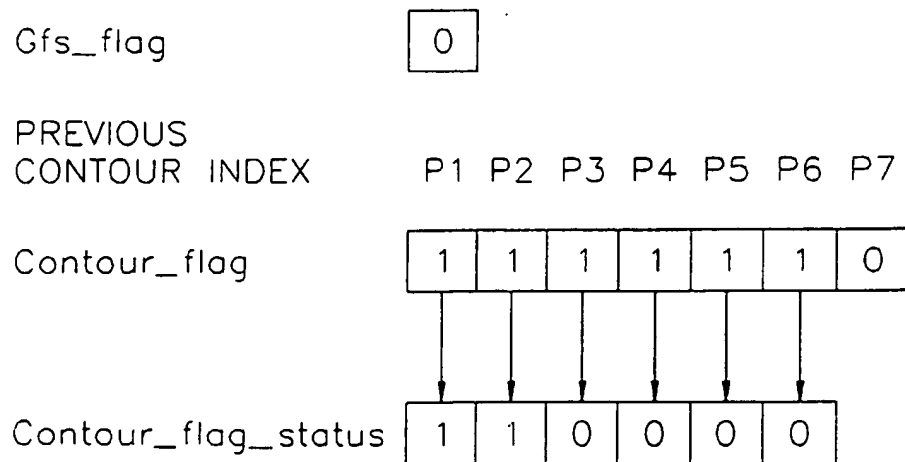 Gfs_flag 0
PREVIOUS
CONTOUR INDEX P1 P2 P3 P4 P5 P6 P7
Contour_flag 1 1 1 1 1 1 0
Contour_flag_status 1 1 0 0 0 0